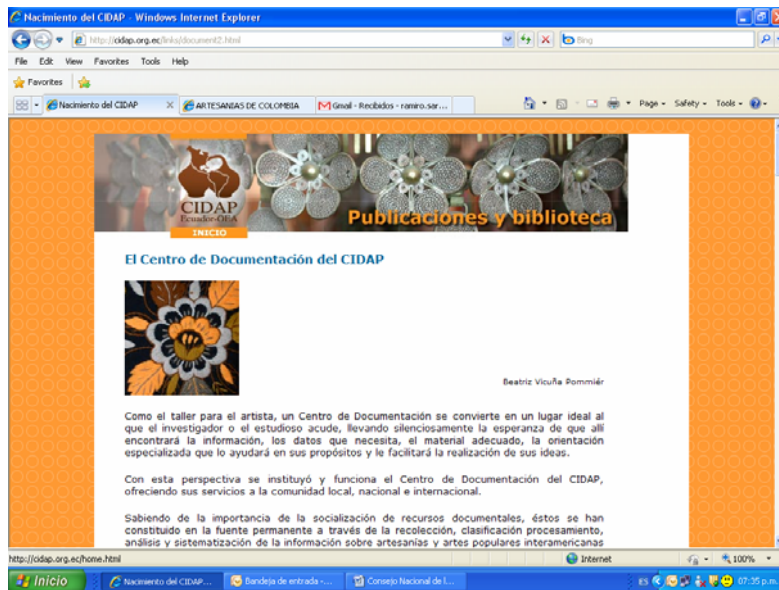 Nacimiento del CIDAP - Windows Internet Explorer
http://cidap.org.ec/links/document2.html
Bing
File Edit View Favorites Tools Help
Favorites
Nacimiento del CIDAP
ARTESANIAS DE COLOMBIA
Gmail - Recibidos - ramiro.sar...
Page Safety Tools
CIDAP
Ecuador-OEA
INICIO
Publicaciones y biblioteca
El Centro de Documentación del CIDAP
Beatriz Vicuña Pommiér
Como el taller para el artista, un Centro de Documentación se convierte en un lugar ideal al
que el investigador o el estudioso acude, llevando silenciosamente la esperanza de que allí
encontrará la información, los datos que necesita, el material adecuado, la orientación
especializada que lo ayudará en sus propósitos y le facilitará la realización de sus ideas.
Con esta perspectiva se instituyó y funciona el Centro de Documentación del CIDAP,
ofreciendo sus servicios a la comunidad local, nacional e internacional.
Sabiendo de la importancia de la socialización de recursos documentales, éstos se han
constituido en la fuente permanente a través de la recolección, clasificación procesamiento,
análisis y sistematización de la información sobre artesanías y artes populares interamericanas
http://cidap.org.ec/home.html
Internet
100%
Inicio
Nacimiento del CIDAP...
Bandeja de entrada -...
Consejo Nacional de l...
ES
07:35 p.m.